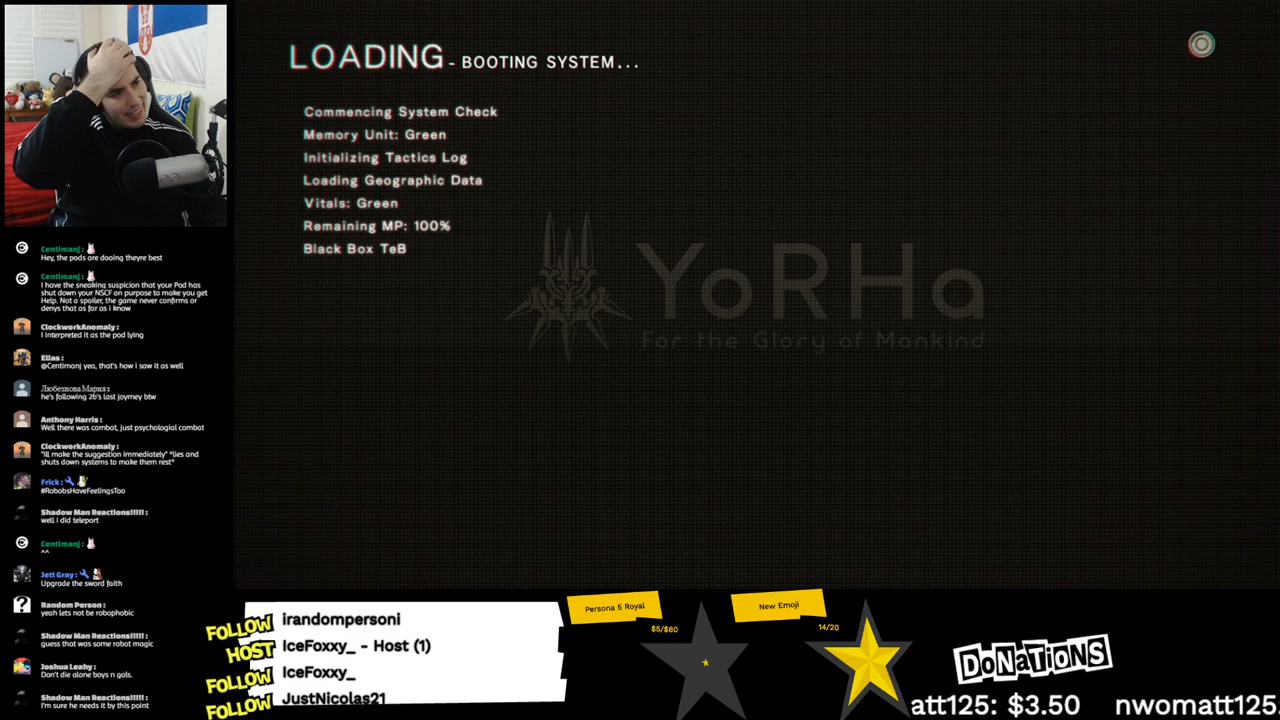 LOADING - BOOTING SYSTEM...
Commencing System Check
Memory Unit: Green
Initializing Tactics Log
Loading Geographic Data
Vitals: Green
Remaining MP: 100%
Black Box TeB
YoRHa
For the Glory of Mankind
Centimanj :
Hey, the pods are dooing theyre best
Centimanj :
I have the sneaking suspicion that your Pod has
shut down your NSCF on purpose to make you get
Help. Not a spoiler, the game never confirms or
denys that as far as i know
ClockworkAnomaly :
I interpreted it as the pod lying
Elias :
@Centimanj yea, that's how i saw it as well
Любезнова Мария :
he's following 2b's last joyrney btw
Anthony Harris :
Well there was combat, just psychologial combat
ClockworkAnomaly :
"Ill make the suggestion immediately" *lies and
shuts down systems to make them rest*
Frick :
#RobobsHaveFeelingsToo
Shadow Man Reactions!!!!! :
well i did teleport
Centimanj :
^^
Jett Gray :
Upgrade the sword faith
Random Person :
yeah lets not be robophobic
Shadow Man Reactions!!!!! :
guess that was some robot magic
Joshua Leahy :
Don't die alone boys n gals.
Shadow Man Reactions!!!!! :
I'm sure he needs it by this point
FOLLOW irandompersoni
HOST IceFoxxy_ - Host (1)
FOLLOW IceFoxxy_
FOLLOW JustNicolas21
Persona 5 Royal
$5/$80
New Emoji
14/20
DONATIONS
att125: $3.50 nwomatt125: